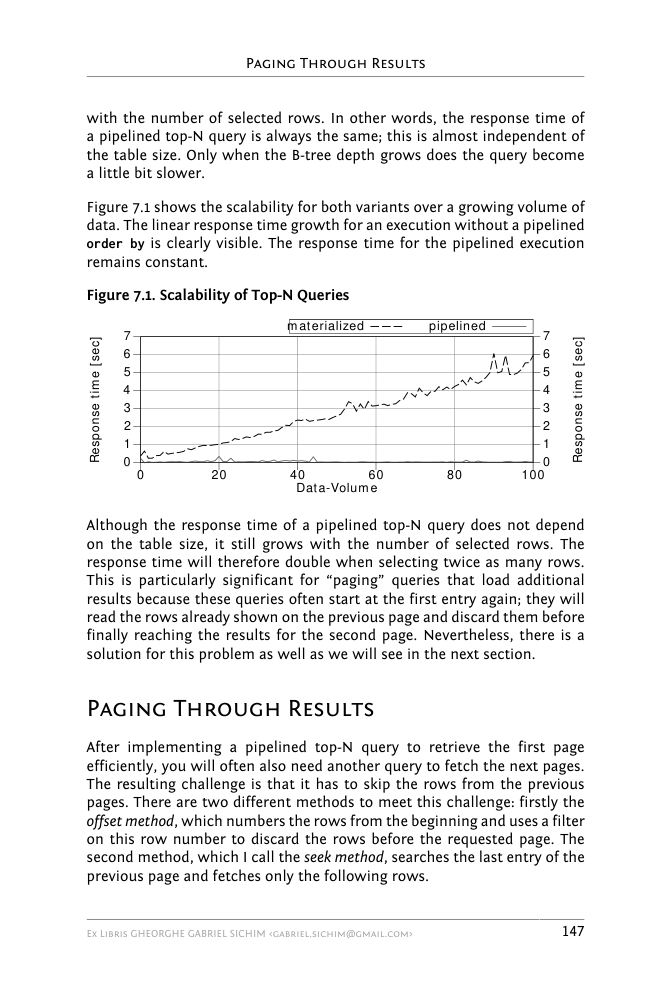 Paging Through Results
with the number of selected rows. In other words, the response time of
a pipelined top-N query is always the same; this is almost independent of
the table size. Only when the B-tree depth grows does the query become
a little bit slower.
Figure 7.1 shows the scalability for both variants over a growing volume of
data. The linear response time growth for an execution without a pipelined
order by is clearly visible. The response time for the pipelined execution
remains constant.
Figure 7.1. Scalability of Top-N Queries
materialized pipelined
Response time [sec]
7 7
6 6
5 5
4 4
3 3
2 2
1 1
0 0
Response time [sec]
0 20 40 60 80 100
Data-Volume
Although the response time of a pipelined top-N query does not depend
on the table size, it still grows with the number of selected rows. The
response time will therefore double when selecting twice as many rows.
This is particularly significant for “paging” queries that load additional
results because these queries often start at the first entry again; they will
read the rows already shown on the previous page and discard them before
finally reaching the results for the second page. Nevertheless, there is a
solution for this problem as well as we will see in the next section.
Paging Through Results
After implementing a pipelined top-N query to retrieve the first page
efficiently, you will often also need another query to fetch the next pages.
The resulting challenge is that it has to skip the rows from the previous
pages. There are two different methods to meet this challenge: firstly the
offset method, which numbers the rows from the beginning and uses a filter
on this row number to discard the rows before the requested page. The
second method, which I call the seek method, searches the last entry of the
previous page and fetches only the following rows.
Ex Libris GHEORGHE GABRIEL SICHIM <gabriel.sichim@gmail.com> 147